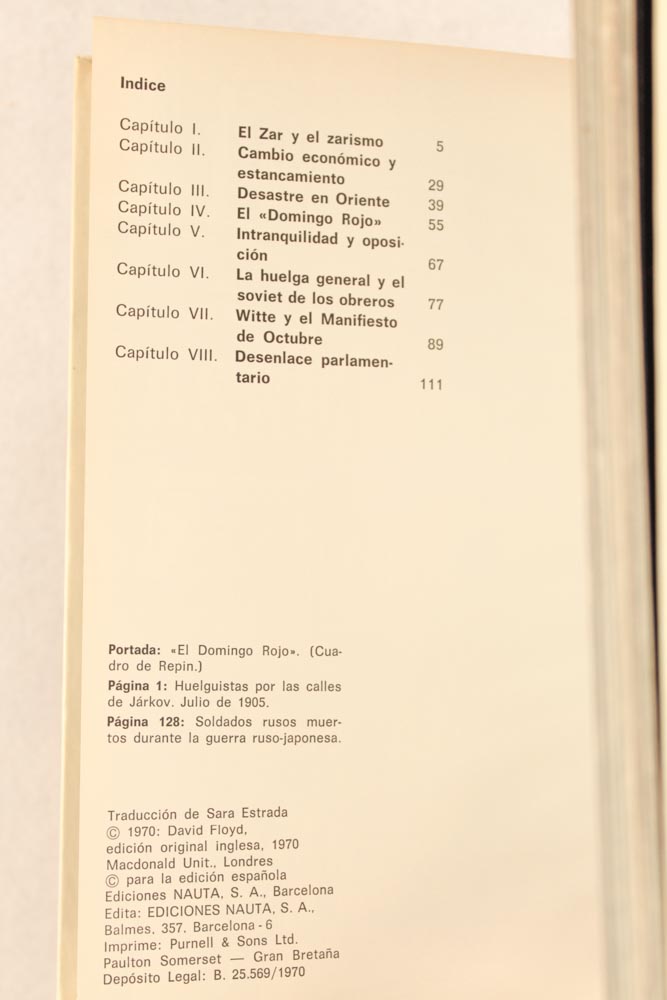 Indice
Capítulo I. El Zar y el zarismo 5
Capítulo II. Cambio económico y
estancamiento 29
Capítulo III. Desastre en Oriente 39
Capítulo IV. El «Domingo Rojo» 55
Capítulo V. Intranquilidad y oposi-
ción 67
Capítulo VI. La huelga general y el
soviet de los obreros 77
Capítulo VII. Witte y el Manifiesto
de Octubre 89
Capítulo VIII. Desenlace parlamen-
tario 111
Portada: «El Domingo Rojo». (Cua-
dro de Repin.)
Página 1: Huelguistas por las calles
de Járkov. Julio de 1905.
Página 128: Soldados rusos muer-
tos durante la guerra ruso-japonesa.
Traducción de Sara Estrada
© 1970: David Floyd,
edición original inglesa, 1970
Macdonald Unit., Londres
© para la edición española
Ediciones NAUTA, S. A., Barcelona
Edita: EDICIONES NAUTA, S. A.,
Balmes, 357, Barcelona - 6
Imprime: Purnell & Sons Ltd.
Paulton Somerset — Gran Bretaña
Depósito Legal: B. 25.569/1970